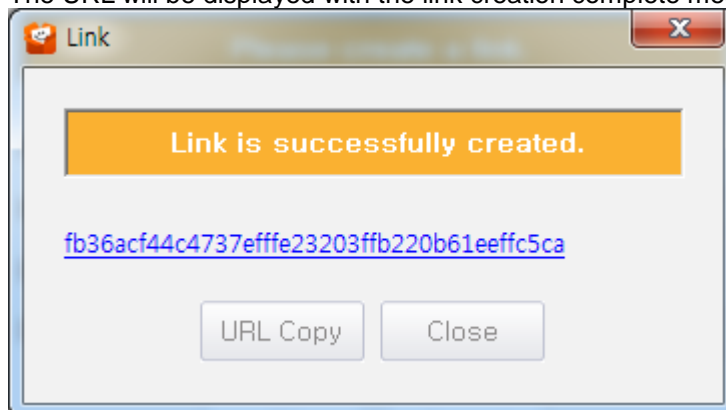 The URL will be displayed with the link creation complete me
Link
Link is successfully created.
fb36acf44c4737efffe23203ffb220b61eeffc5ca
URL Copy
Close